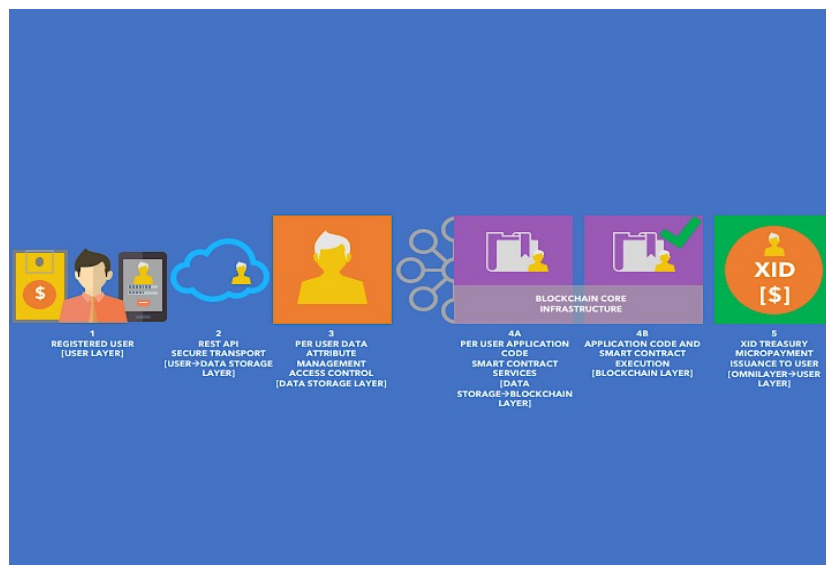 $
XID
[$]
BLOCKCHAIN CORE
INFRASTRUCTURE
1
REGISTERED USER
[USER LAYER]
2
REST API
SECURE TRANSPORT
[USER→DATA STORAGE
LAYER]
3
PER USER DATA
ATTRIBUTE
MANAGEMENT
ACCESS CONTROL
[DATA STORAGE LAYER]
4A
PER USER APPLICATION
CODE
SMART CONTRACT
SERVICES
[DATA
STORAGE→BLOCKCHAIN
LAYER]
4B
APPLICATION CODE AND
SMART CONTRACT
EXECUTION
[BLOCKCHAIN LAYER]
5
XID TREASURY
MICROPAYMENT
ISSUANCE TO USER
[OMNILAYER→USER
LAYER]